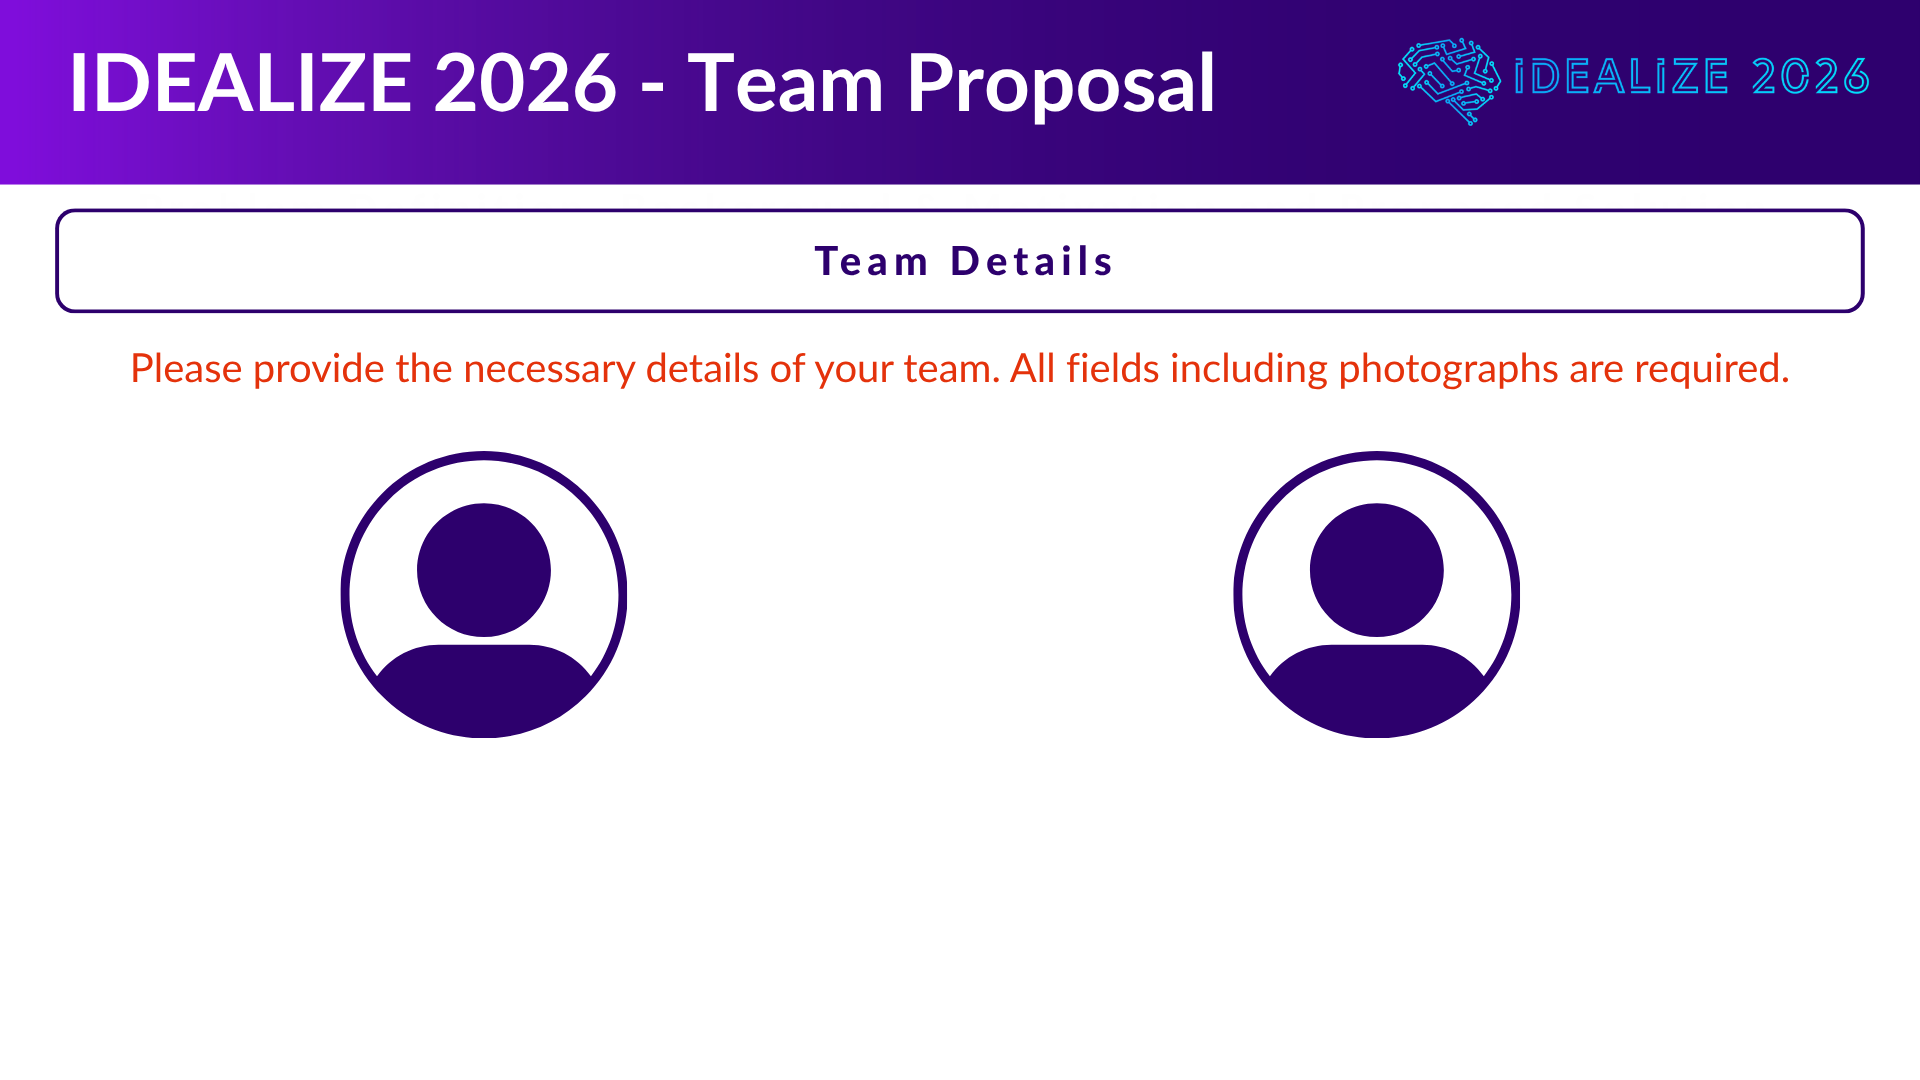 IDEALIZE 2026 - Team Proposal
iDEALiZE 2026
Team Details
Please provide the necessary details of your team. All fields including photographs are required.